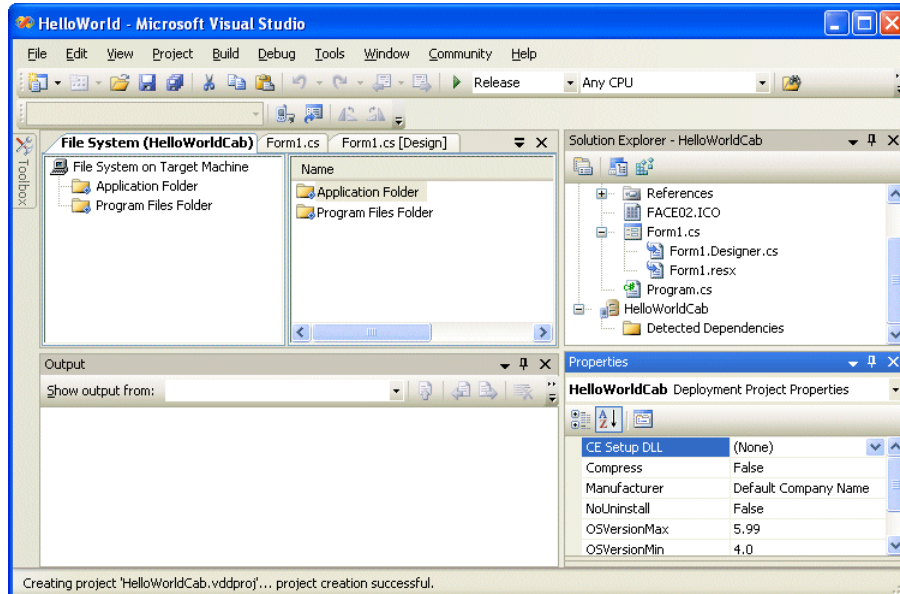 HelloWorld - Microsoft Visual Studio
File Edit View Project Build Debug Tools Window Community Help
Release Any CPU
Toolbox
File System (HelloWorldCab) Form1.cs Form1.cs [Design]
File System on Target Machine
Application Folder
Program Files Folder
Name
Application Folder
Program Files Folder
Solution Explorer - HelloWorldCab
References
FACE02.ICO
Form1.cs
Form1.Designer.cs
Form1.resx
Program.cs
HelloWorldCab
Detected Dependencies
Output
Show output from:
Properties
HelloWorldCab Deployment Project Properties
CE Setup DLL (None)
Compress False
Manufacturer Default Company Name
NoUninstall False
OSVersionMax 5.99
OSVersionMin 4.0
Creating project 'HelloWorldCab.vddproj'... project creation successful.